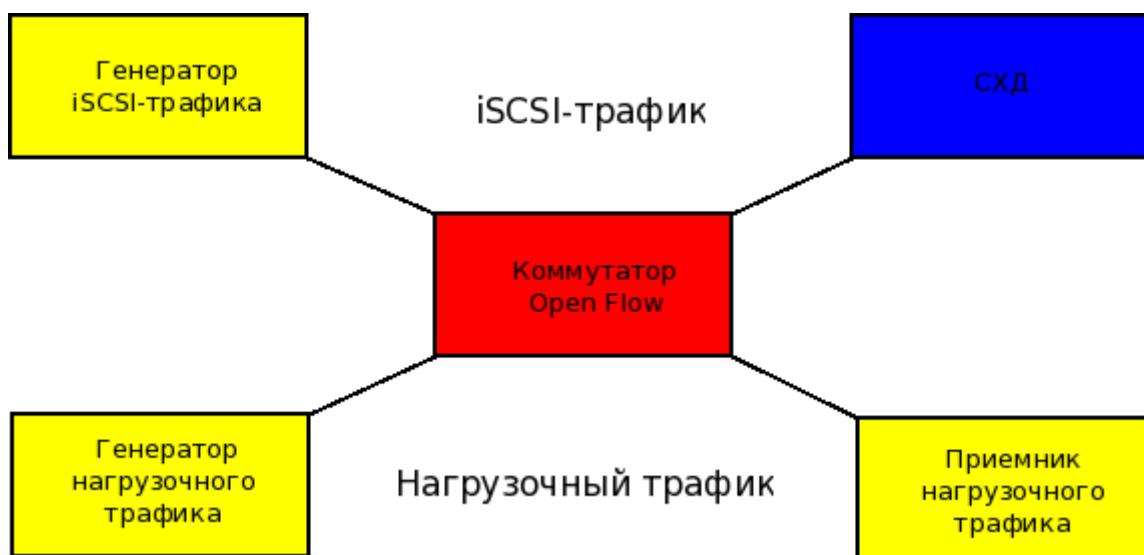 Генератор
iSCSI-трафика
iSCSI-трафик
СХД
Коммутатор
Open Flow
Генератор
нагрузочного
трафика
Нагрузочный трафик
Приемник
нагрузочного
трафика